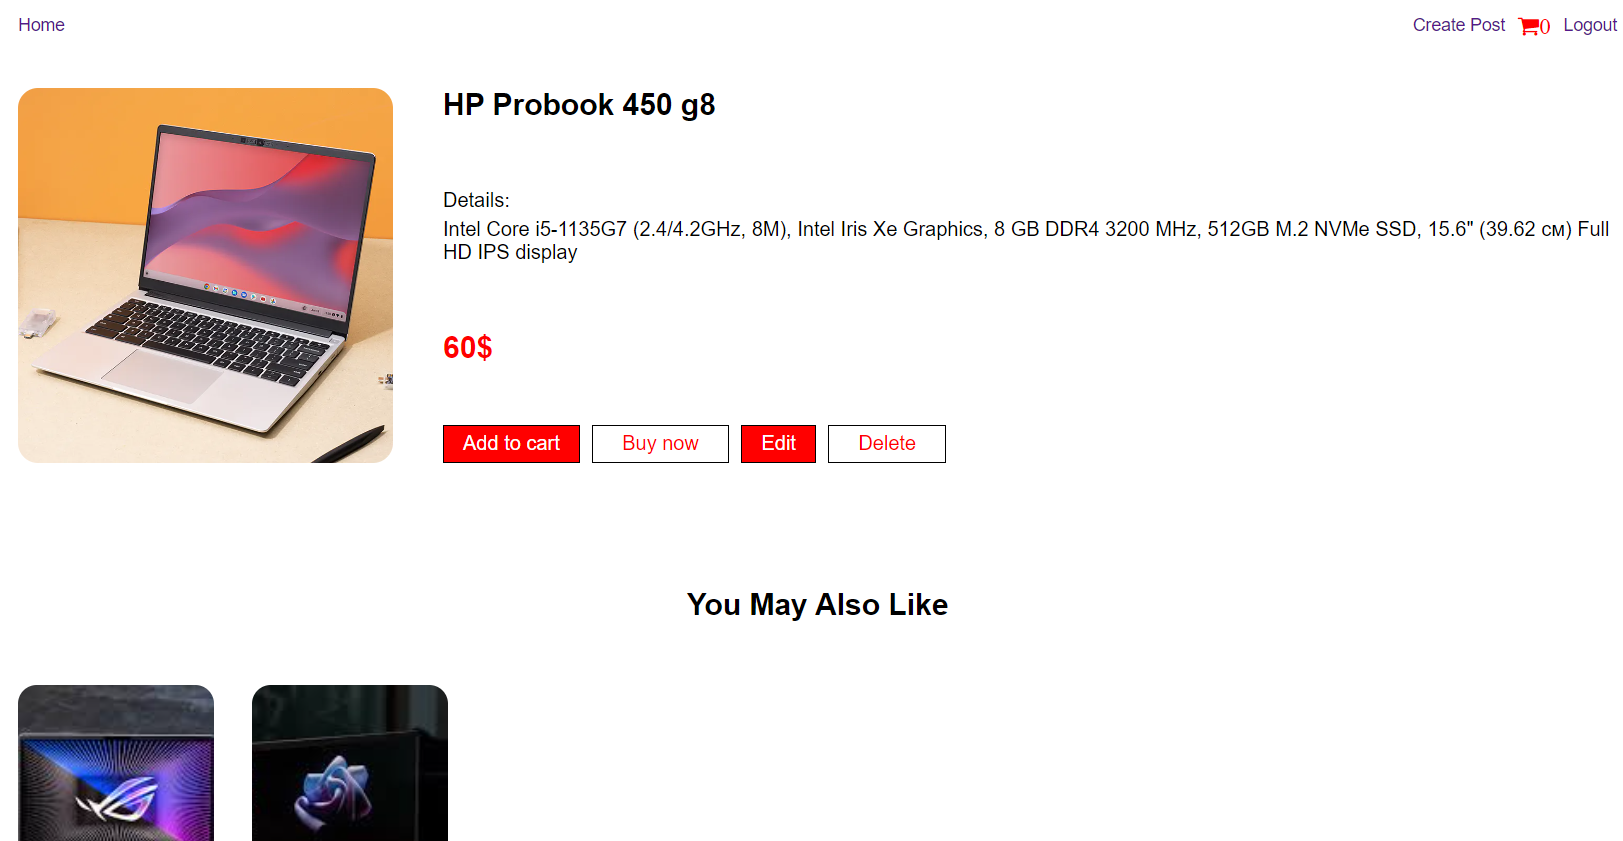 Home
Create Post 0 Logout
HP Probook 450 g8
Details:
Intel Core i5-1135G7 (2.4/4.2GHz, 8M), Intel Iris Xe Graphics, 8 GB DDR4 3200 MHz, 512GB M.2 NVMe SSD, 15.6" (39.62 см) Full
HD IPS display
60$
Add to cart Buy now Edit Delete
You May Also Like